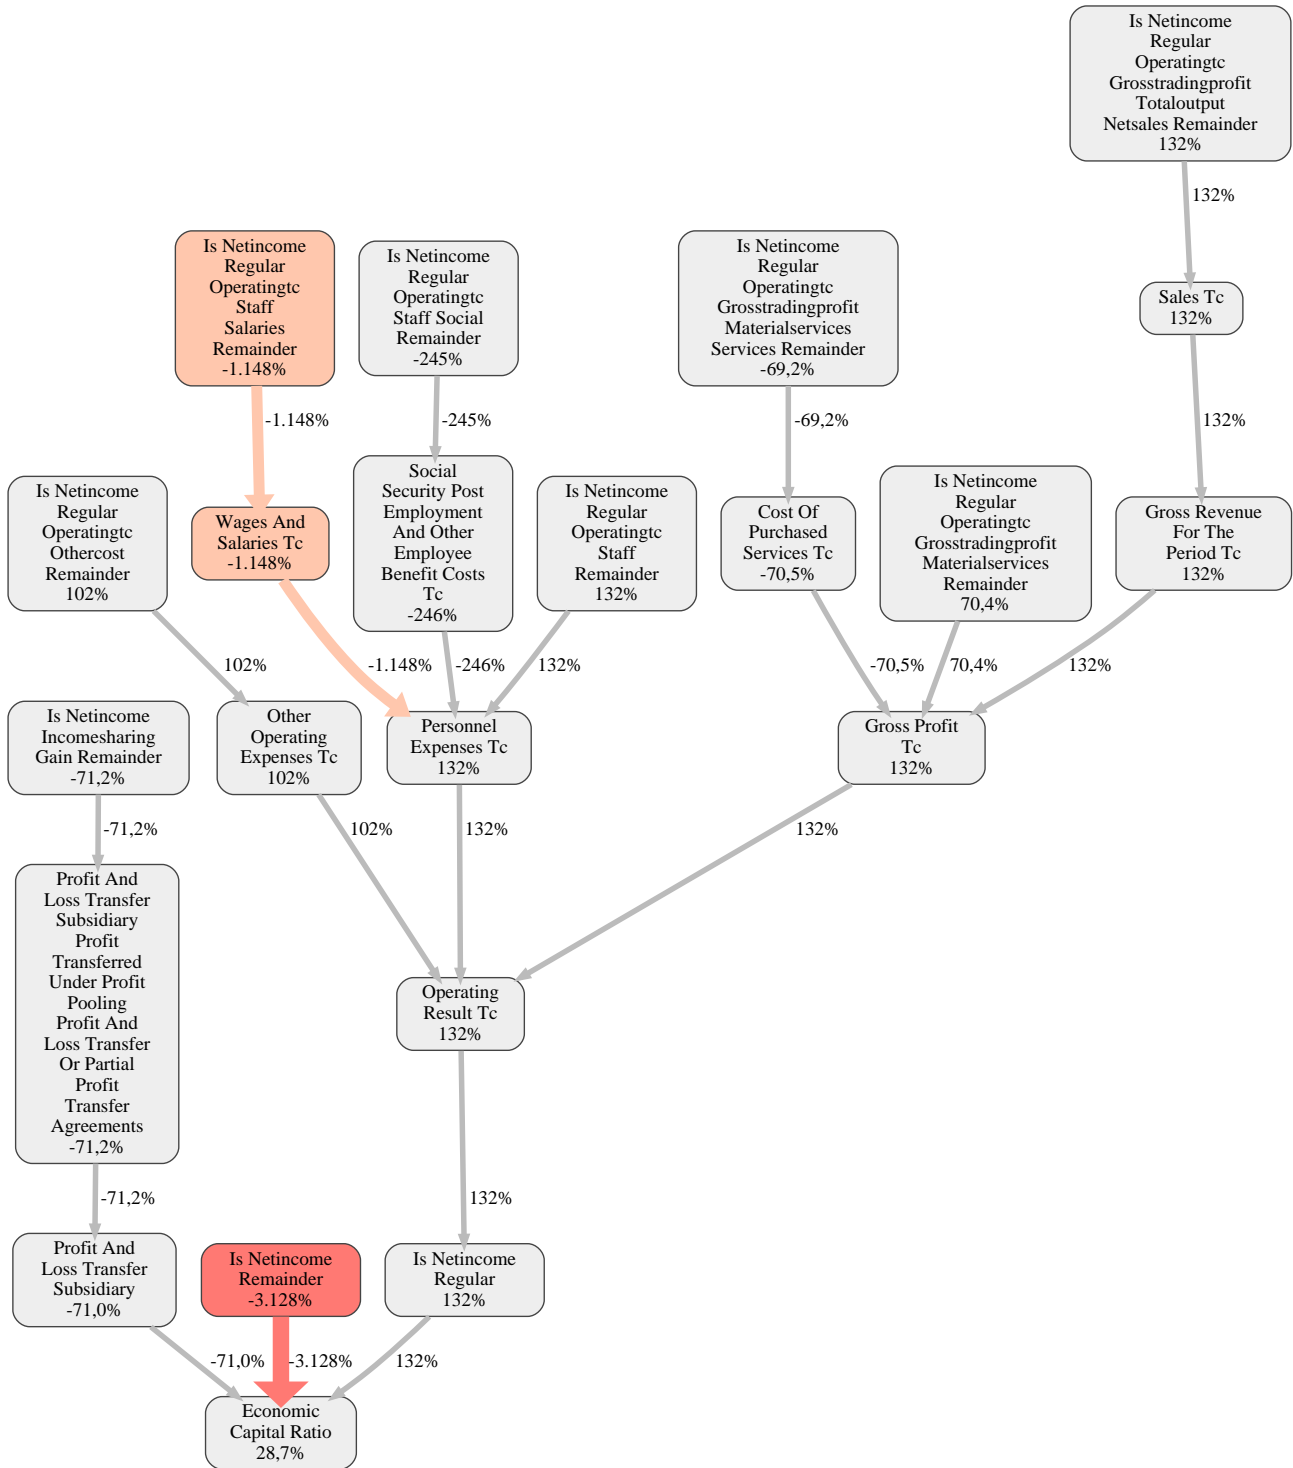 Is Netincome
Regular
Operatingtc
Grosstradingprofit
Totaloutput
Netsales Remainder
132%
132%
Is Netincome
Regular
Operatingtc
Staff
Salaries
Remainder
-1.148%
Is Netincome
Regular
Operatingtc
Staff Social
Remainder
-245%
Is Netincome
Regular
Operatingtc
Grosstradingprofit
Materialservices
Services Remainder
-69,2%
Sales Tc
132%
-1.148%
-245%
-69,2%
132%
Is Netincome
Regular
Operatingtc
Othercost
Remainder
102%
Wages And
Salaries Tc
-1.148%
Social
Security Post
Employment
And Other
Employee
Benefit Costs
Tc
-246%
Is Netincome
Regular
Operatingtc
Staff
Remainder
132%
Cost Of
Purchased
Services Tc
-70,5%
Is Netincome
Regular
Operatingtc
Grosstradingprofit
Materialservices
Remainder
70,4%
Gross Revenue
For The
Period Tc
132%
102%
-1.148%
-246%
132%
-70,5%
70,4%
132%
Is Netincome
Incomesharing
Gain Remainder
-71,2%
Other
Operating
Expenses Tc
102%
Personnel
Expenses Tc
132%
Gross Profit
Tc
132%
-71,2%
102%
132%
132%
Profit And
Loss Transfer
Subsidiary
Profit
Transferred
Under Profit
Pooling
Profit And
Loss Transfer
Or Partial
Profit
Transfer
Agreements
-71,2%
Operating
Result Tc
132%
-71,2%
132%
Profit And
Loss Transfer
Subsidiary
-71,0%
Is Netincome
Remainder
-3.128%
Is Netincome
Regular
132%
-71,0%
-3.128%
132%
Economic
Capital Ratio
28,7%